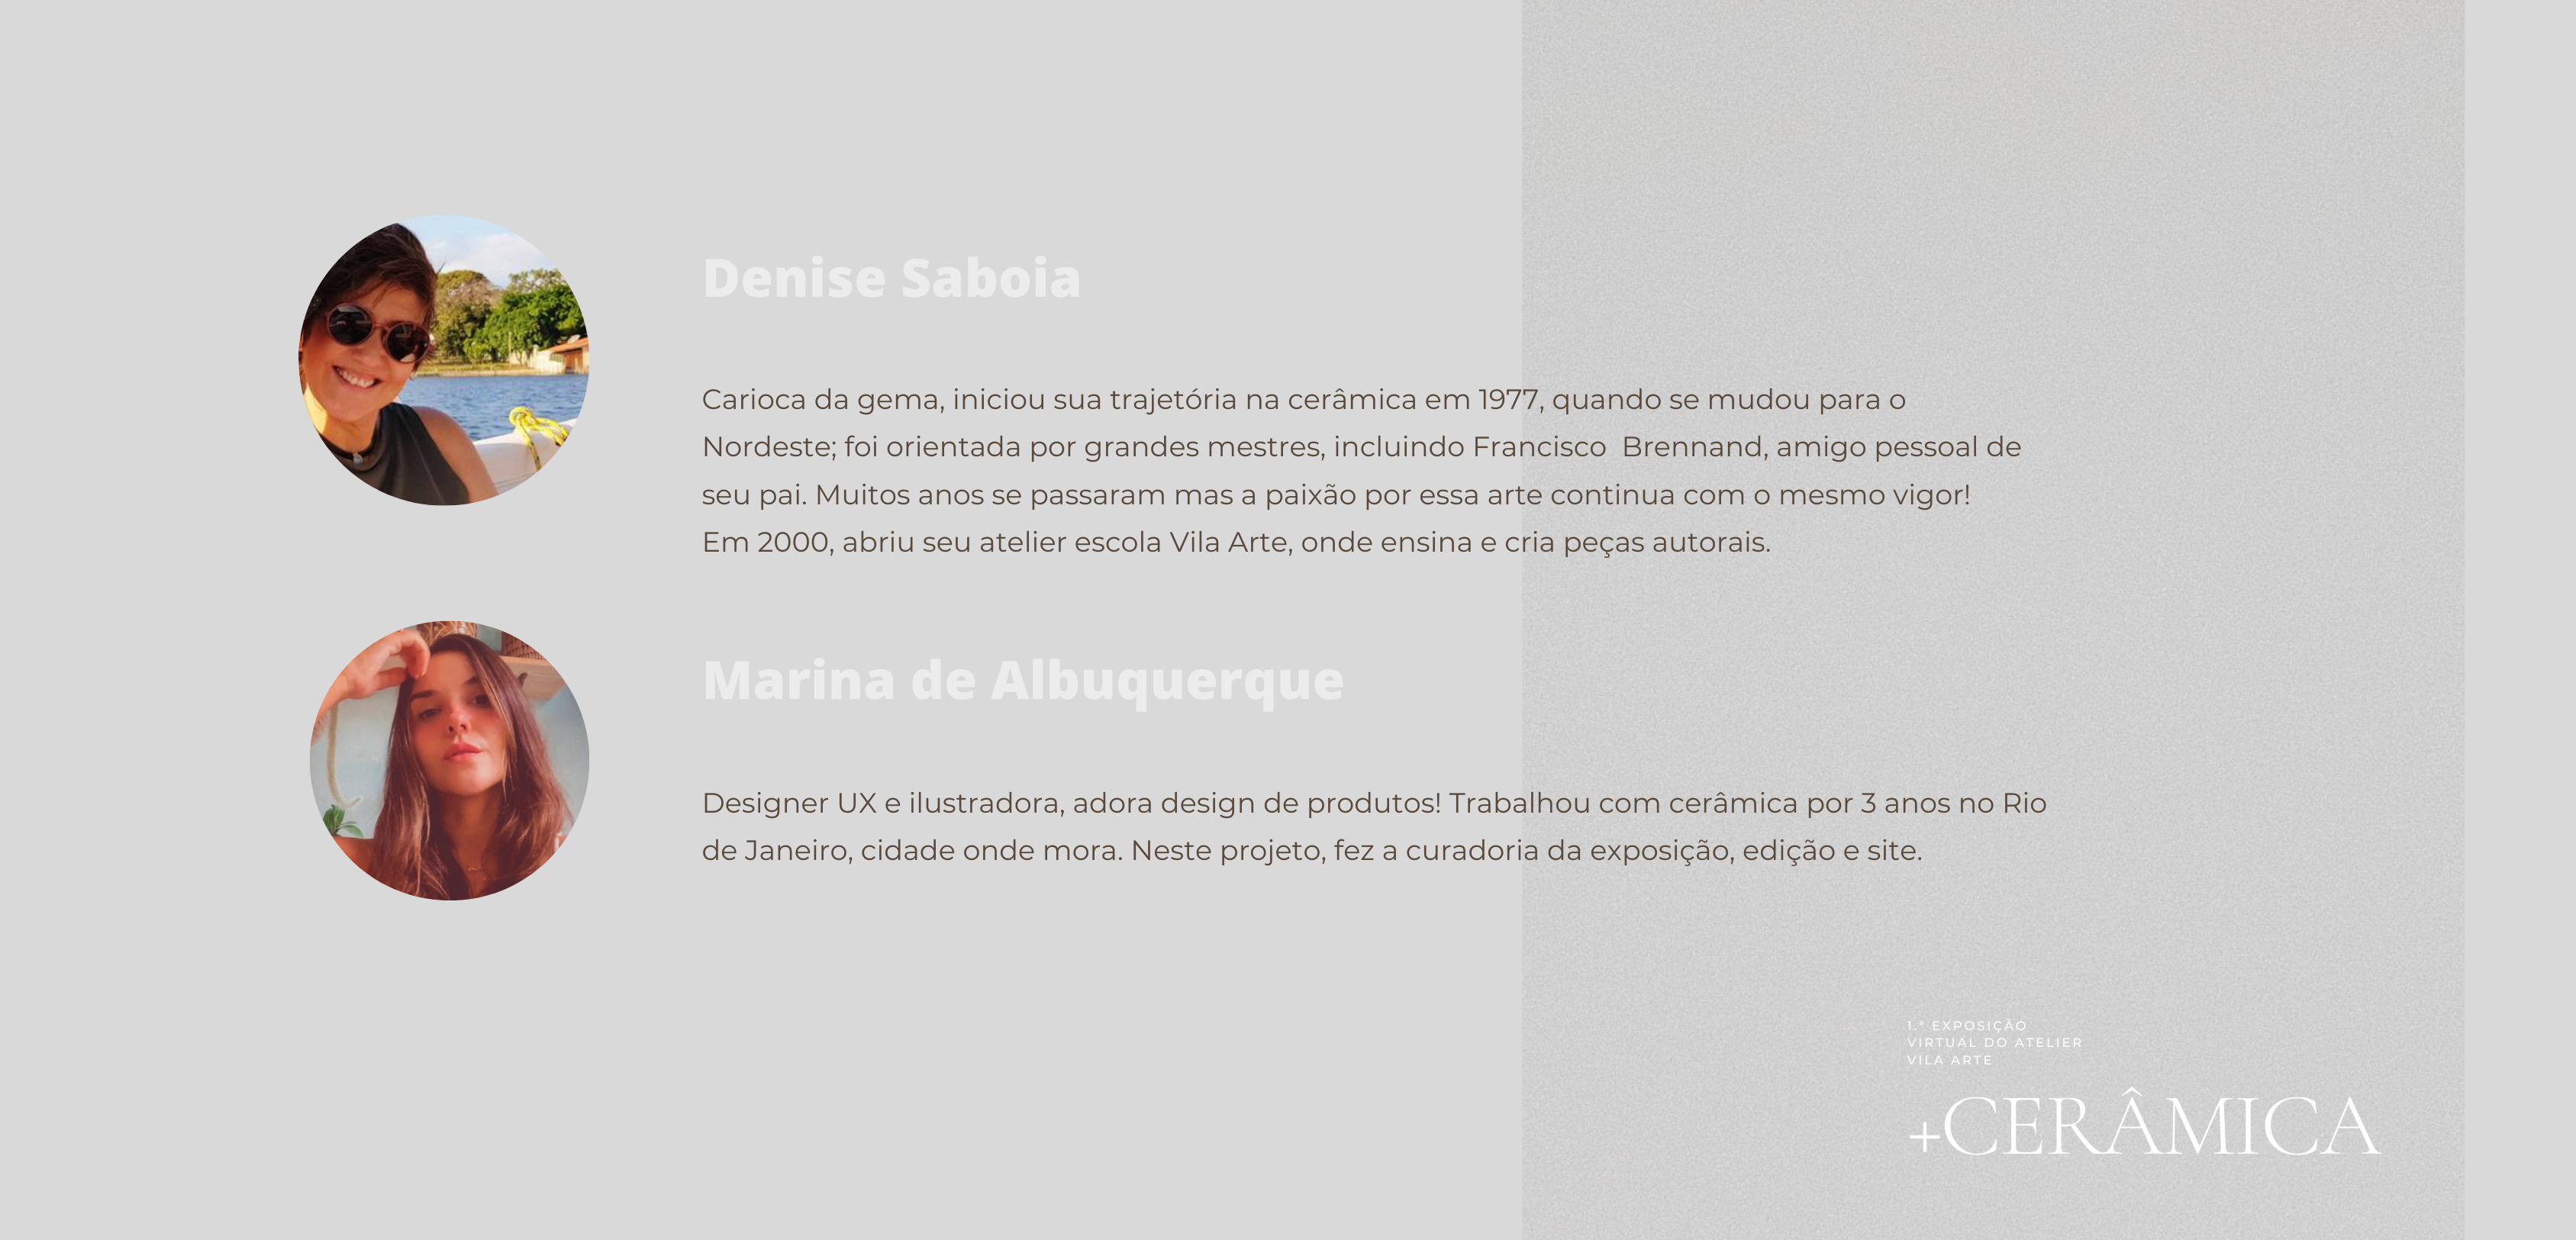 Denise Saboia
Carioca da gema, iniciou sua trajetória na cerâmica em 1977, quando se mudou para o
Nordeste; foi orientada por grandes mestres, incluindo Francisco  Brennand, amigo pessoal de
seu pai. Muitos anos se passaram mas a paixão por essa arte continua com o mesmo vigor!
Em 2000, abriu seu atelier escola Vila Arte, onde ensina e cria peças autorais.
Marina de Albuquerque
Designer UX e ilustradora, adora design de produtos! Trabalhou com cerâmica por 3 anos no Rio
de Janeiro, cidade onde mora. Neste projeto, fez a curadoria da exposição, edição e site.
1.ª EXPOSIÇÃO
VIRTUAL DO ATELIER
VILA ARTE
+CERÂMICA